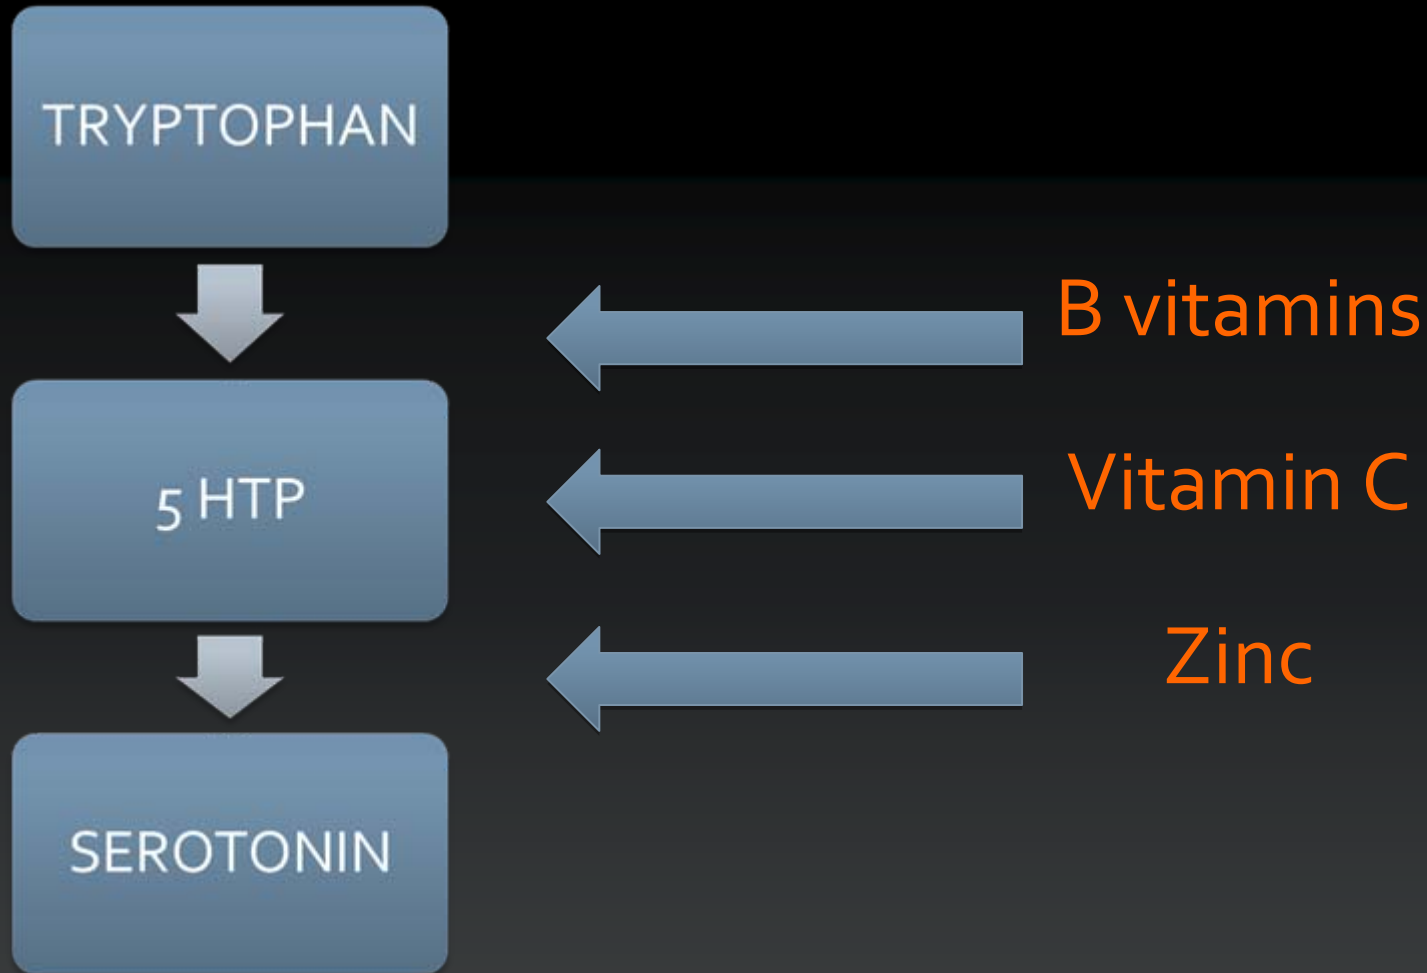 TRYPTOPHAN
B vitamins
5 HTP
Vitamin C
Zinc
SEROTONIN